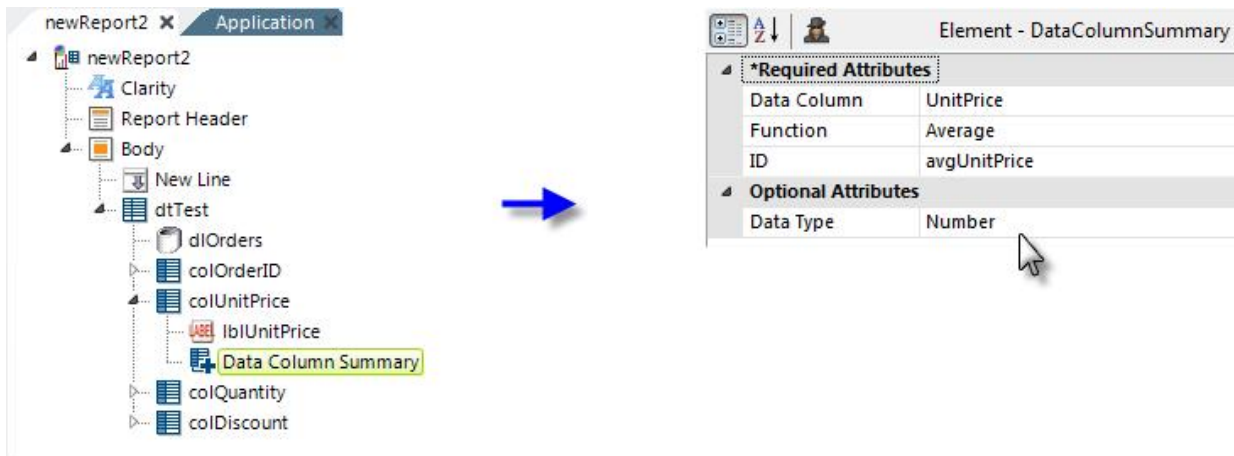 newReport2 Application
newReport2
Clarity
Report Header
Body
New Line
dtTest
dlOrders
colOrderID
colUnitPrice
LABEL lblUnitPrice
Data Column Summary
colQuantity
colDiscount
A Z Element - DataColumnSummary
*Required Attributes
Data Column UnitPrice
Function Average
ID avgUnitPrice
Optional Attributes
Data Type Number